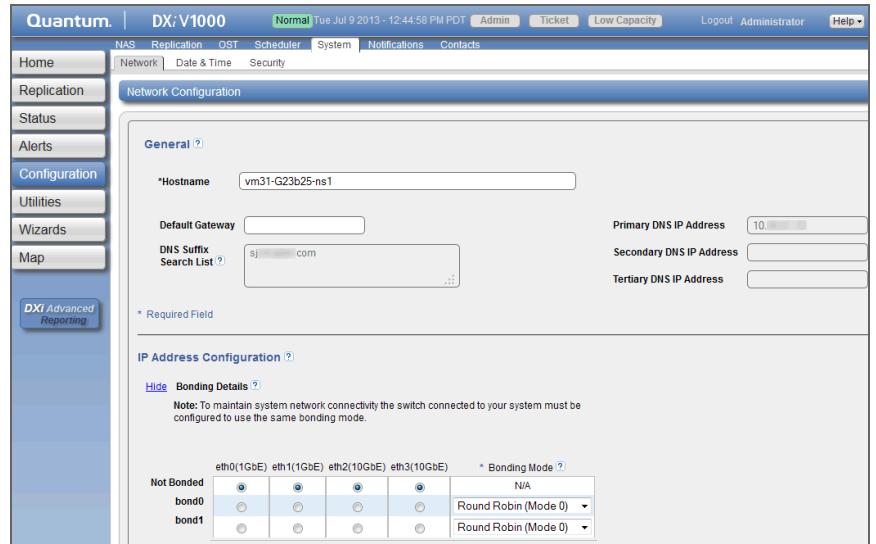 Quantum. DXi V1000 Normal Tue Jul 9 2013 - 12:44:58 PM PDT Admin Ticket Low Capacity Logout Administrator Help
NAS Replication OST Scheduler System Notifications Contacts
Network Date & Time Security
Home
Replication
Status
Alerts
Configuration
Utilities
Wizards
Map
DXi Advanced
Reporting
Network Configuration
General ?
*Hostname vm31-G23b25-ns1
Default Gateway
Primary DNS IP Address 10.
DNS Suffix
Search List ? sj com
Secondary DNS IP Address
Tertiary DNS IP Address
* Required Field
IP Address Configuration ?
Hide Bonding Details ?
Note: To maintain system network connectivity the switch connected to your system must be
configured to use the same bonding mode.
eth0(1GbE) eth1(1GbE) eth2(10GbE) eth3(10GbE) * Bonding Mode ?
Not Bonded N/A
bond0 Round Robin (Mode 0)
bond1 Round Robin (Mode 0)